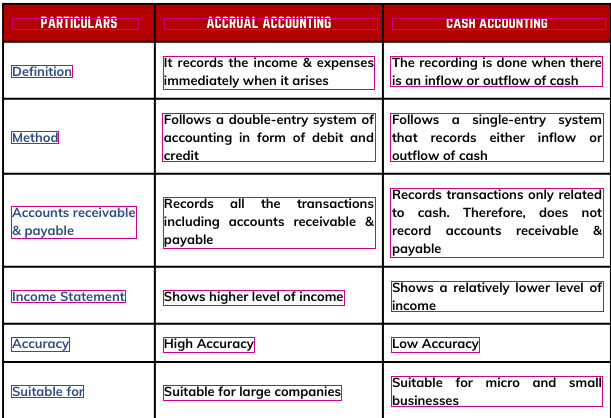 PARTICULARS ACCRUAL ACCOUNTING CASH ACCOUNTING
Definition
It records the income & expenses
immediately when it arises
The recording is done when there
is an inflow or outflow of cash
Method
Follows a double-entry system of
accounting in form of debit and
credit
Follows a single-entry system
that records either inflow or
outflow of cash
Accounts receivable
& payable
Records all the transactions
including accounts receivable &
payable
Records transactions only related
to cash. Therefore, does not
record accounts receivable &
payable
Income Statement
Shows higher level of income
Shows a relatively lower level of
income
Accuracy
High Accuracy
Low Accuracy
Suitable for
Suitable for large companies
Suitable for micro and small
businesses